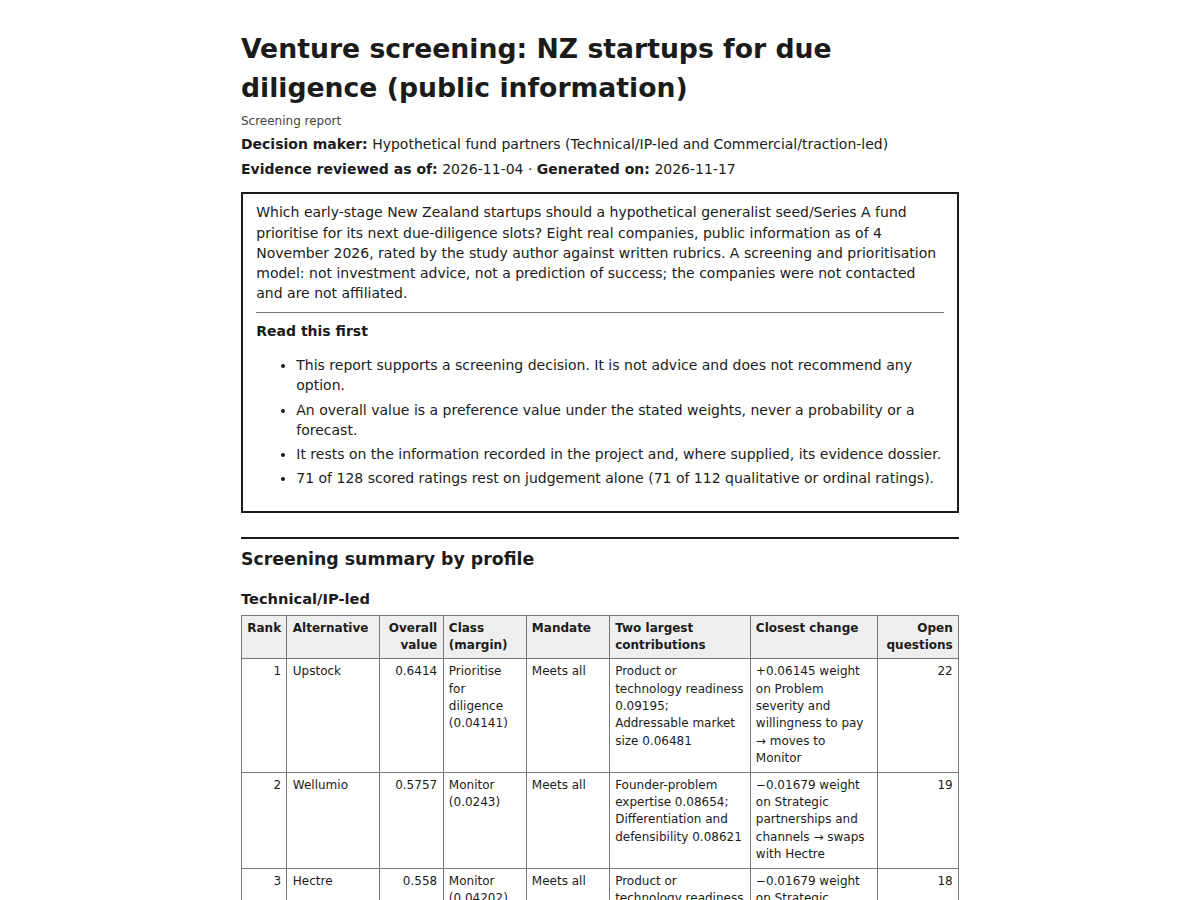 Venture screening: NZ startups for due
diligence (public information)
Screening report
Decision maker: Hypothetical fund partners (Technical/IP-led and Commercial/traction-led)
Evidence reviewed as of: 2026-11-04 · Generated on: 2026-11-17
Which early-stage New Zealand startups should a hypothetical generalist seed/Series A fund
prioritise for its next due-diligence slots? Eight real companies, public information as of 4
November 2026, rated by the study author against written rubrics. A screening and prioritisation
model: not investment advice, not a prediction of success; the companies were not contacted
and are not affiliated.
Read this first
• This report supports a screening decision. It is not advice and does not recommend any
option.
• An overall value is a preference value under the stated weights, never a probability or a
forecast.
• It rests on the information recorded in the project and, where supplied, its evidence dossier.
• 71 of 128 scored ratings rest on judgement alone (71 of 112 qualitative or ordinal ratings).
Screening summary by profile
Technical/IP-led
Rank Alternative Overall Class Mandate Two largest Closest change Open
value (margin) contributions questions
1 Upstock 0.6414 Prioritise Meets all Product or +0.06145 weight 22
for technology readiness on Problem
diligence 0.09195; severity and
(0.04141) Addressable market willingness to pay
size 0.06481 → moves to
Monitor
2 Wellumio 0.5757 Monitor Meets all Founder-problem −0.01679 weight 19
(0.0243) expertise 0.08654; on Strategic
Differentiation and partnerships and
defensibility 0.08621 channels → swaps
with Hectre
3 Hectre 0.558 Monitor Meets all Product or −0.01679 weight 18
(0.04202) technology readiness on Strategic